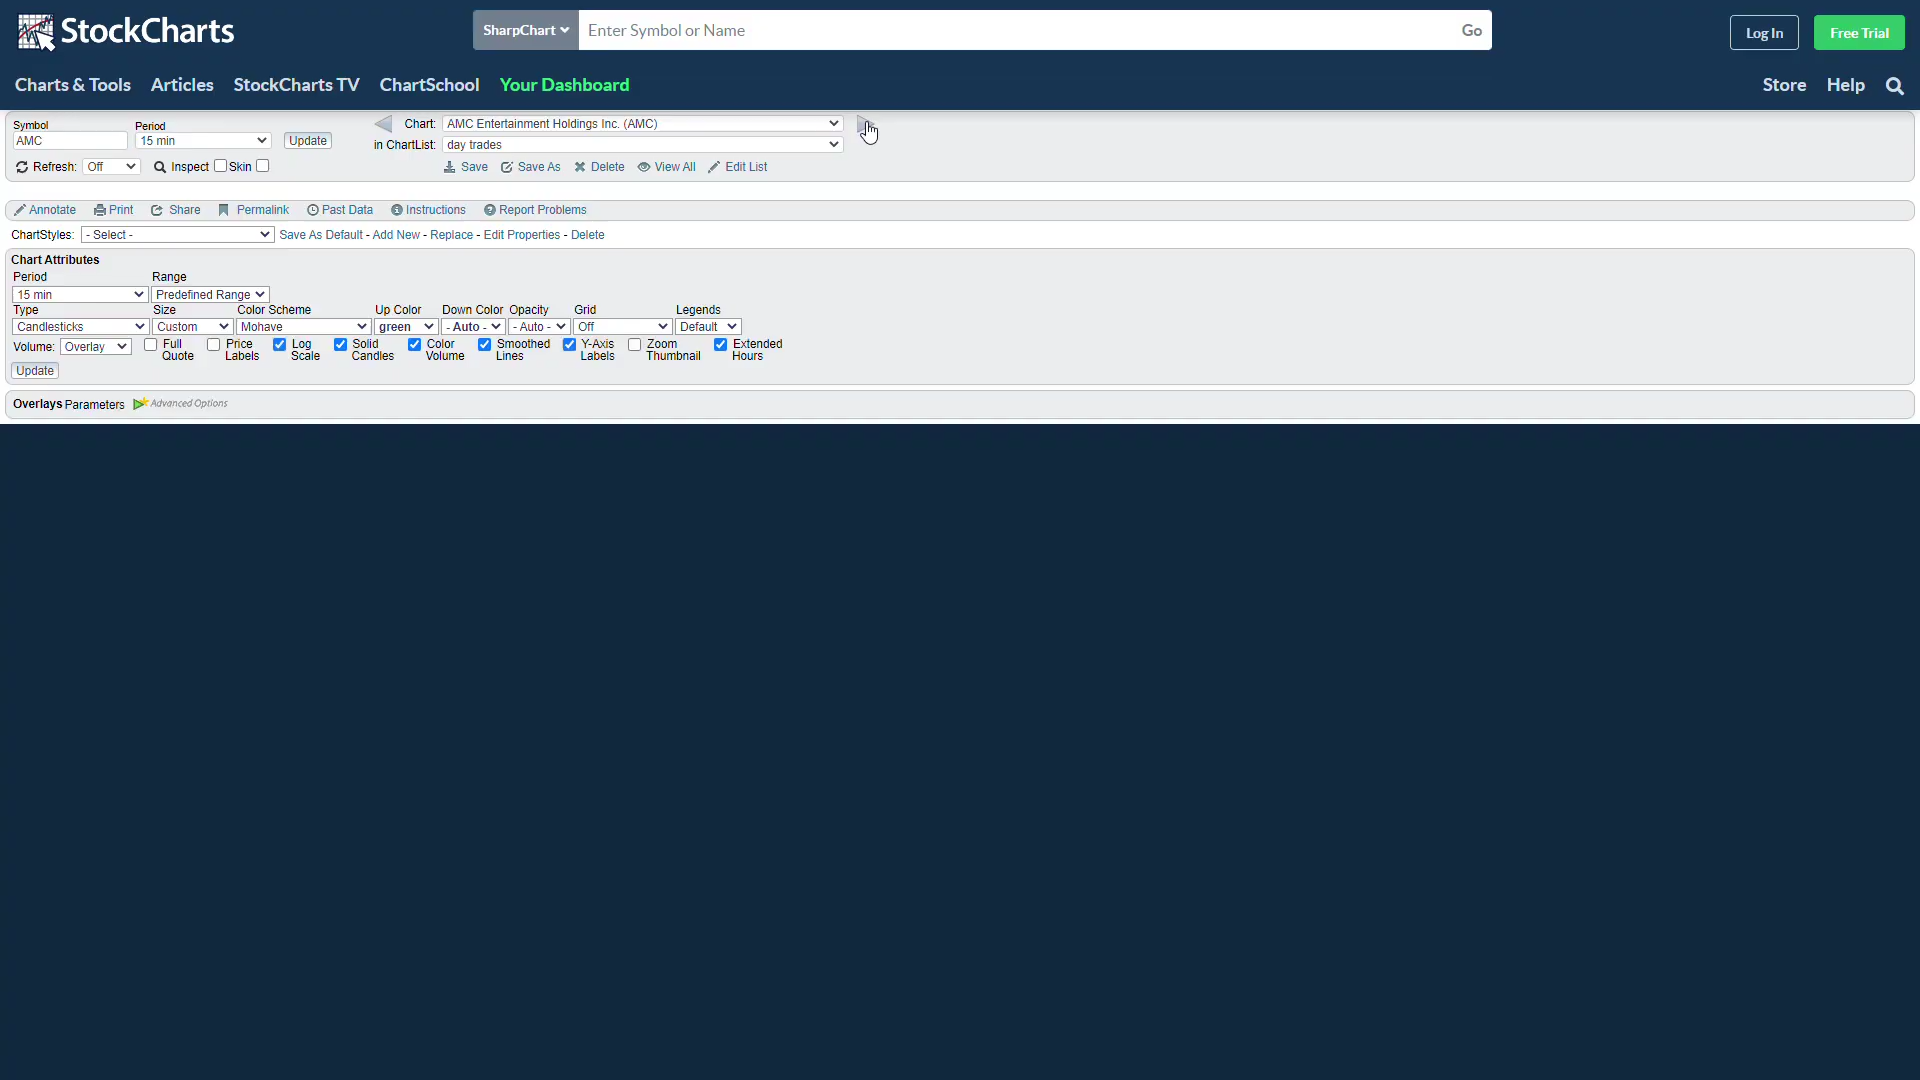 StockCharts
SharpChart Enter Symbol or Name Go
Log In Free Trial
Charts & Tools Articles StockCharts TV ChartSchool Your Dashboard Store Help
Symbol Period Chart: AMC Entertainment Holdings Inc. (AMC)
AMC 15 min Update in ChartList: day trades
Refresh: Off Inspect Skin Save Save As Delete View All Edit List
Annotate Print Share Permalink Past Data Instructions Report Problems
ChartStyles: - Select - Save As Default - Add New - Replace - Edit Properties - Delete
Chart Attributes
Period Range
15 min Predefined Range
Type Size Color Scheme Up Color Down Color Opacity Grid Legends
Candlesticks Custom Mohave green - Auto - - Auto - Off Default
Volume: Overlay Full Quote Price Labels Log Scale Solid Candles Color Volume Smoothed Lines Y-Axis Labels Zoom Thumbnail Extended Hours
Update
Overlays Parameters Advanced Options